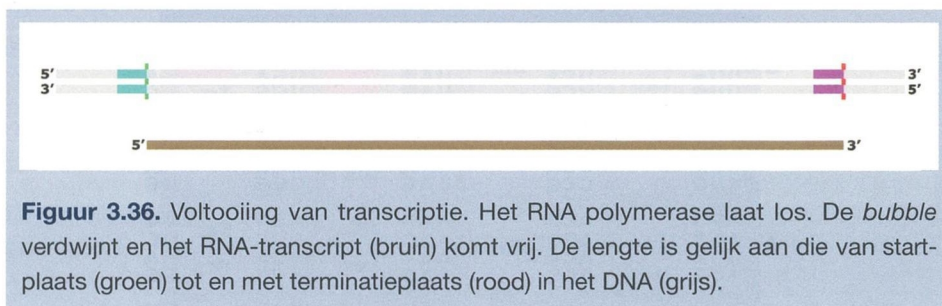 5′ 3′
3′ 5′
5′ 3′
Figuur 3.36. Voltooiing van transcriptie. Het RNA polymerase laat los. De bubble
verdwijnt en het RNA-transcript (bruin) komt vrij. De lengte is gelijk aan die van start-
plaats (groen) tot en met terminatieplaats (rood) in het DNA (grijs).